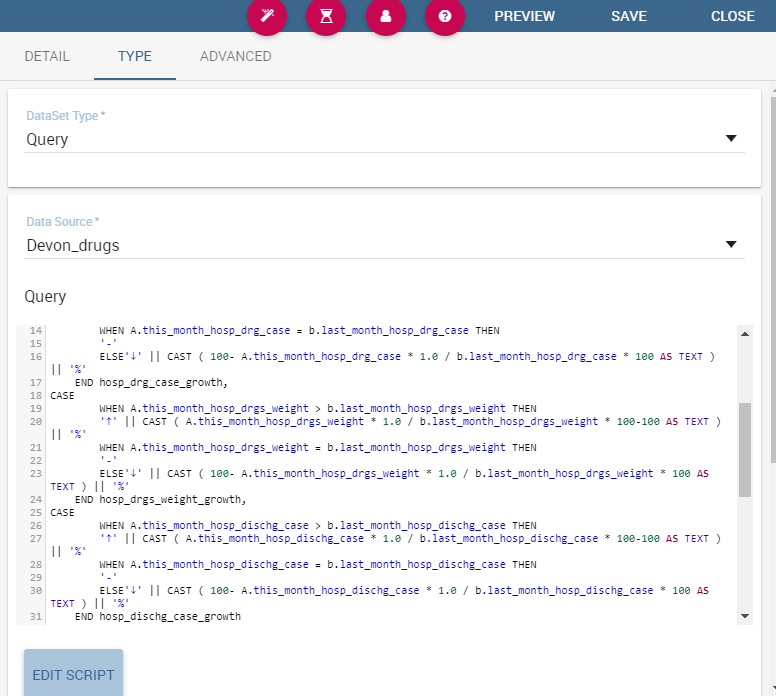 PREVIEW SAVE CLOSE
DETAIL TYPE ADVANCED
DataSet Type *
Query
Data Source *
Devon_drugs
Query
14 WHEN A.this_month_hosp_drg_case = b.last_month_hosp_drg_case THEN
15 '-'
16 ELSE'↓' || CAST ( 100- A.this_month_hosp_drg_case * 1.0 / b.last_month_hosp_drg_case * 100 AS TEXT )
|| '%'
17 END hosp_drg_case_growth,
18 CASE
19 WHEN A.this_month_hosp_drgs_weight > b.last_month_hosp_drgs_weight THEN
20 '↑' || CAST ( A.this_month_hosp_drgs_weight * 1.0 / b.last_month_hosp_drgs_weight * 100-100 AS TEXT )
|| '%'
21 WHEN A.this_month_hosp_drgs_weight = b.last_month_hosp_drgs_weight THEN
22 '-'
23 ELSE'↓' || CAST ( 100- A.this_month_hosp_drgs_weight * 1.0 / b.last_month_hosp_drgs_weight * 100 AS
TEXT ) || '%'
24 END hosp_drgs_weight_growth,
25 CASE
26 WHEN A.this_month_hosp_dischg_case > b.last_month_hosp_dischg_case THEN
27 '↑' || CAST ( A.this_month_hosp_dischg_case * 1.0 / b.last_month_hosp_dischg_case * 100-100 AS TEXT )
|| '%'
28 WHEN A.this_month_hosp_dischg_case = b.last_month_hosp_dischg_case THEN
29 '-'
30 ELSE'↓' || CAST ( 100- A.this_month_hosp_dischg_case * 1.0 / b.last_month_hosp_dischg_case * 100 AS
TEXT ) || '%'
31 END hosp_dischg_case_growth
EDIT SCRIPT